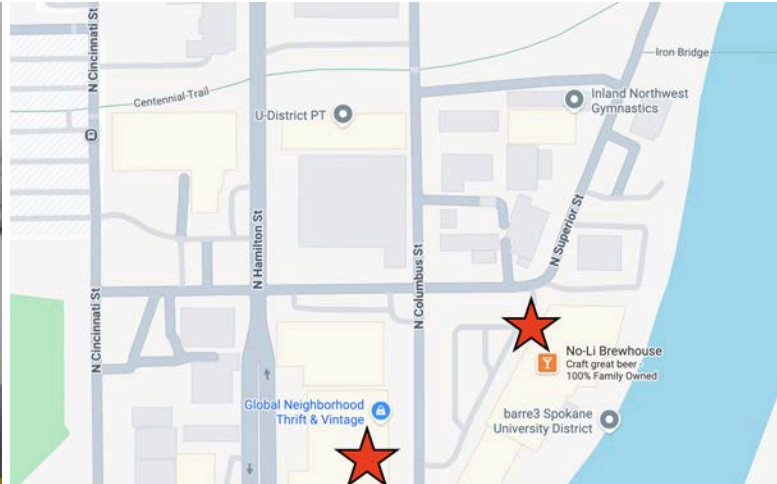 N Cincinnati St
Centennial Trail
U-District PT
N Hamilton St
Iron Bridge
Inland Northwest
Gymnastics
N Superior St
N Columbus St
N Cincinnati St
No-Li Brewhouse
Craft great beer -
100% Family Owned
Global Neighborhood
Thrift & Vintage
barre3 Spokane
University District